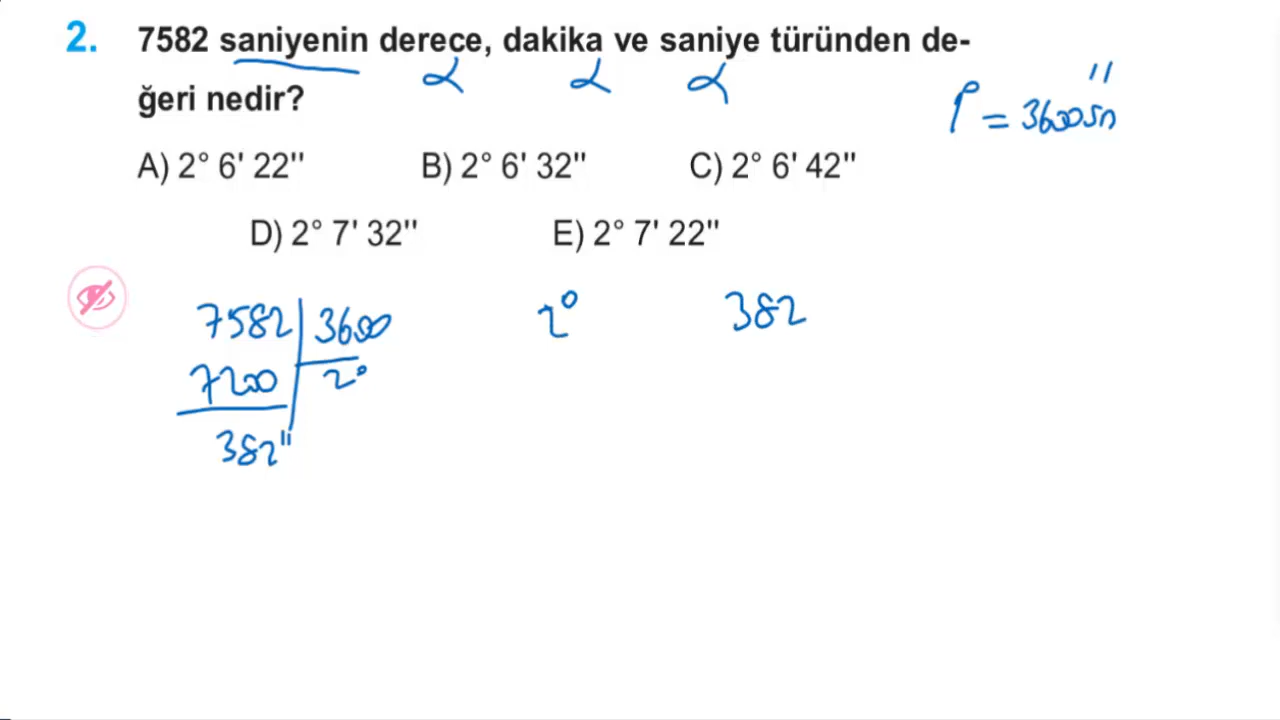 2. 7582 saniyenin derece, dakika ve saniye türünden de-
ğeri nedir?
1° = 3600 sn
''
A) 2° 6' 22'' B) 2° 6' 32'' C) 2° 6' 42''
D) 2° 7' 32'' E) 2° 7' 22''
7582 3600 2° 382
7200 2°
382''